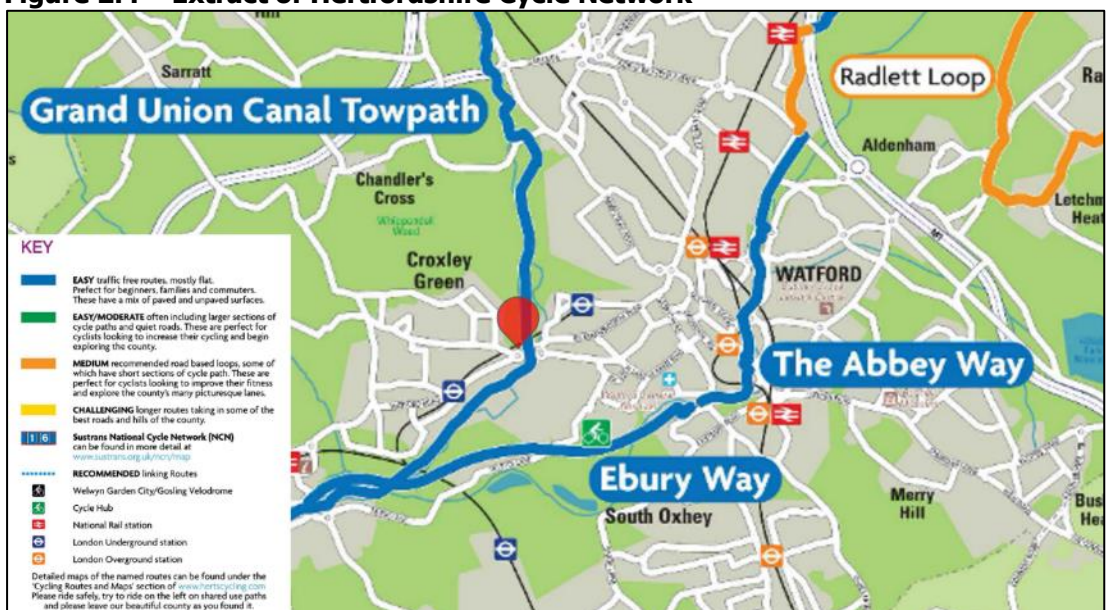 Figure 2.4 Extract of Hertfordshire Cycle Network
Sarratt
Grand Union Canal Towpath
Radlett Loop
Ra
Aldenham
Chandler's
Cross
Whippendell
Wood
Letchm
Heat
M1
Croxley
Green
WATFORD
The Abbey Way
Ebury Way
South Oxhey
Merry
Hill
Bus
Hea
KEY
EASY traffic free routes, mostly flat.
Perfect for beginners, families and commuters.
These have a mix of paved and unpaved surfaces.
EASY/MODERATE often including larger sections of
cycle paths and quiet roads. These are perfect for
cyclists looking to increase their cycling and begin
exploring the county.
MEDIUM recommended road based loops, some of
which have short sections of cycle path. These are
perfect for cyclists looking to improve their fitness
and explore the county's many picturesque lanes.
CHALLENGING longer routes taking in some of the
best roads and hills of the county.
1 6 Sustrans National Cycle Network (NCN)
can be found in more detail at
www.sustrans.org.uk/ncn/map
RECOMMENDED linking Routes
Welwyn Garden City/Gosling Velodrome
Cycle Hub
National Rail station
London Underground station
London Overground station
Detailed maps of the named routes can be found under the
'Cycling Routes and Maps' section of www.hertscycling.com
Please ride safely, try to ride on the left on shared use paths
and please leave our beautiful county as you found it.